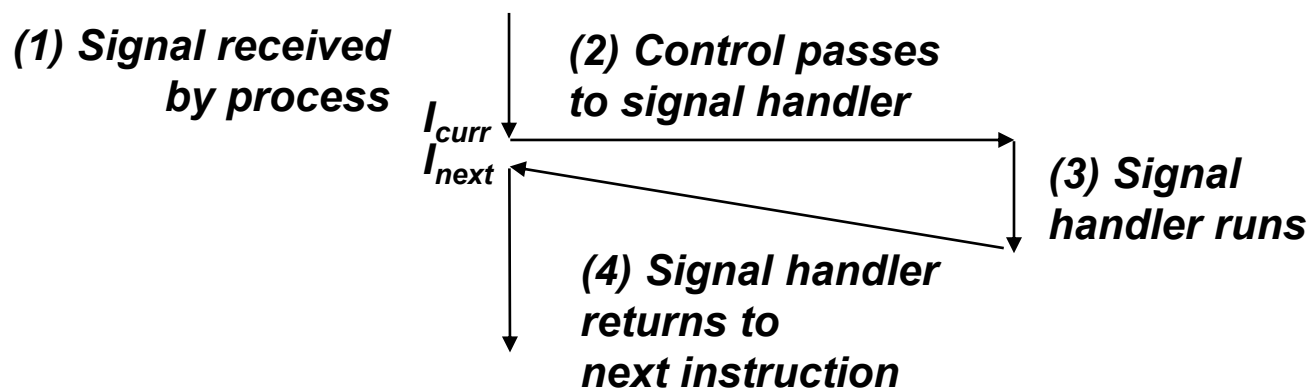 (1) Signal received
by process
(2) Control passes
to signal handler
I_curr
I_next
(3) Signal
handler runs
(4) Signal handler
returns to
next instruction